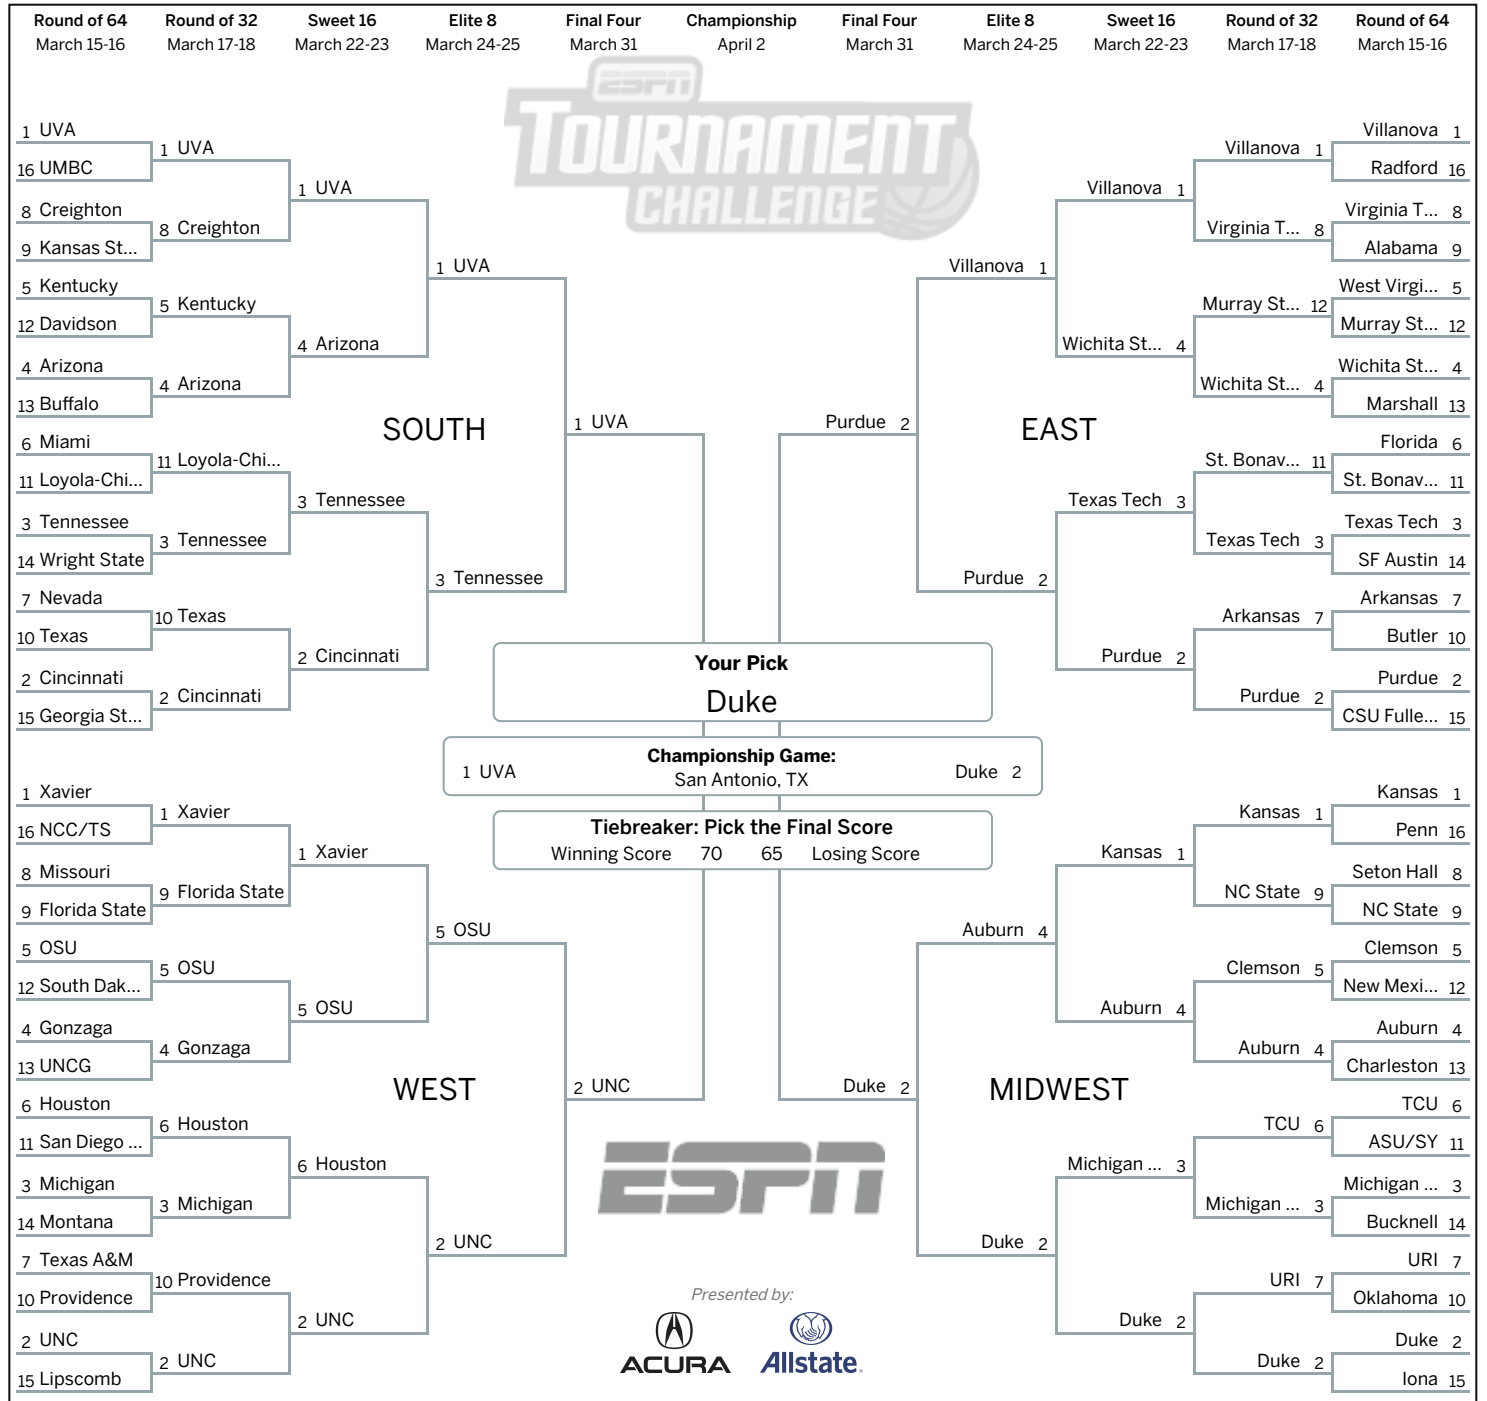 Round of 64 Round of 32 Sweet 16 Elite 8 Final Four Championship Final Four Elite 8 Sweet 16 Round of 32 Round of 64
March 15-16 March 17-18 March 22-23 March 24-25 March 31 April 2 March 31 March 24-25 March 22-23 March 17-18 March 15-16
ESPN
TOURNAMENT
CHALLENGE
1 UVA
16 UMBC
8 Creighton
9 Kansas St...
5 Kentucky
12 Davidson
4 Arizona
13 Buffalo
6 Miami
11 Loyola-Chi...
3 Tennessee
14 Wright State
7 Nevada
10 Texas
2 Cincinnati
15 Georgia St...
1 UVA
8 Creighton
5 Kentucky
4 Arizona
11 Loyola-Chi...
3 Tennessee
10 Texas
2 Cincinnati
1 UVA
4 Arizona
3 Tennessee
2 Cincinnati
1 UVA
3 Tennessee
SOUTH
1 UVA
Villanova 1
Radford 16
Virginia T... 8
Alabama 9
West Virgi... 5
Murray St... 12
Wichita St... 4
Marshall 13
Florida 6
St. Bonav... 11
Texas Tech 3
SF Austin 14
Arkansas 7
Butler 10
Purdue 2
CSU Fulle... 15
Villanova 1
Virginia T... 8
Murray St... 12
Wichita St... 4
St. Bonav... 11
Texas Tech 3
Arkansas 7
Purdue 2
Villanova 1
Wichita St... 4
Texas Tech 3
Purdue 2
Villanova 1
Purdue 2
EAST
Purdue 2
Your Pick
Duke
Championship Game:
1 UVA San Antonio, TX Duke 2
Tiebreaker: Pick the Final Score
Winning Score 70 65 Losing Score
1 Xavier
16 NCC/TS
8 Missouri
9 Florida State
5 OSU
12 South Dak...
4 Gonzaga
13 UNCG
6 Houston
11 San Diego ...
3 Michigan
14 Montana
7 Texas A&M
10 Providence
2 UNC
15 Lipscomb
1 Xavier
9 Florida State
5 OSU
4 Gonzaga
6 Houston
3 Michigan
10 Providence
2 UNC
1 Xavier
5 OSU
6 Houston
2 UNC
5 OSU
2 UNC
WEST
2 UNC
Kansas 1
Penn 16
Seton Hall 8
NC State 9
Clemson 5
New Mexi... 12
Auburn 4
Charleston 13
TCU 6
ASU/SY 11
Michigan ... 3
Bucknell 14
URI 7
Oklahoma 10
Duke 2
Iona 15
Kansas 1
NC State 9
Clemson 5
Auburn 4
TCU 6
Michigan ... 3
URI 7
Duke 2
Kansas 1
Auburn 4
Michigan ... 3
Duke 2
Auburn 4
Duke 2
MIDWEST
Duke 2
ESPN
Presented by:
ACURA Allstate.